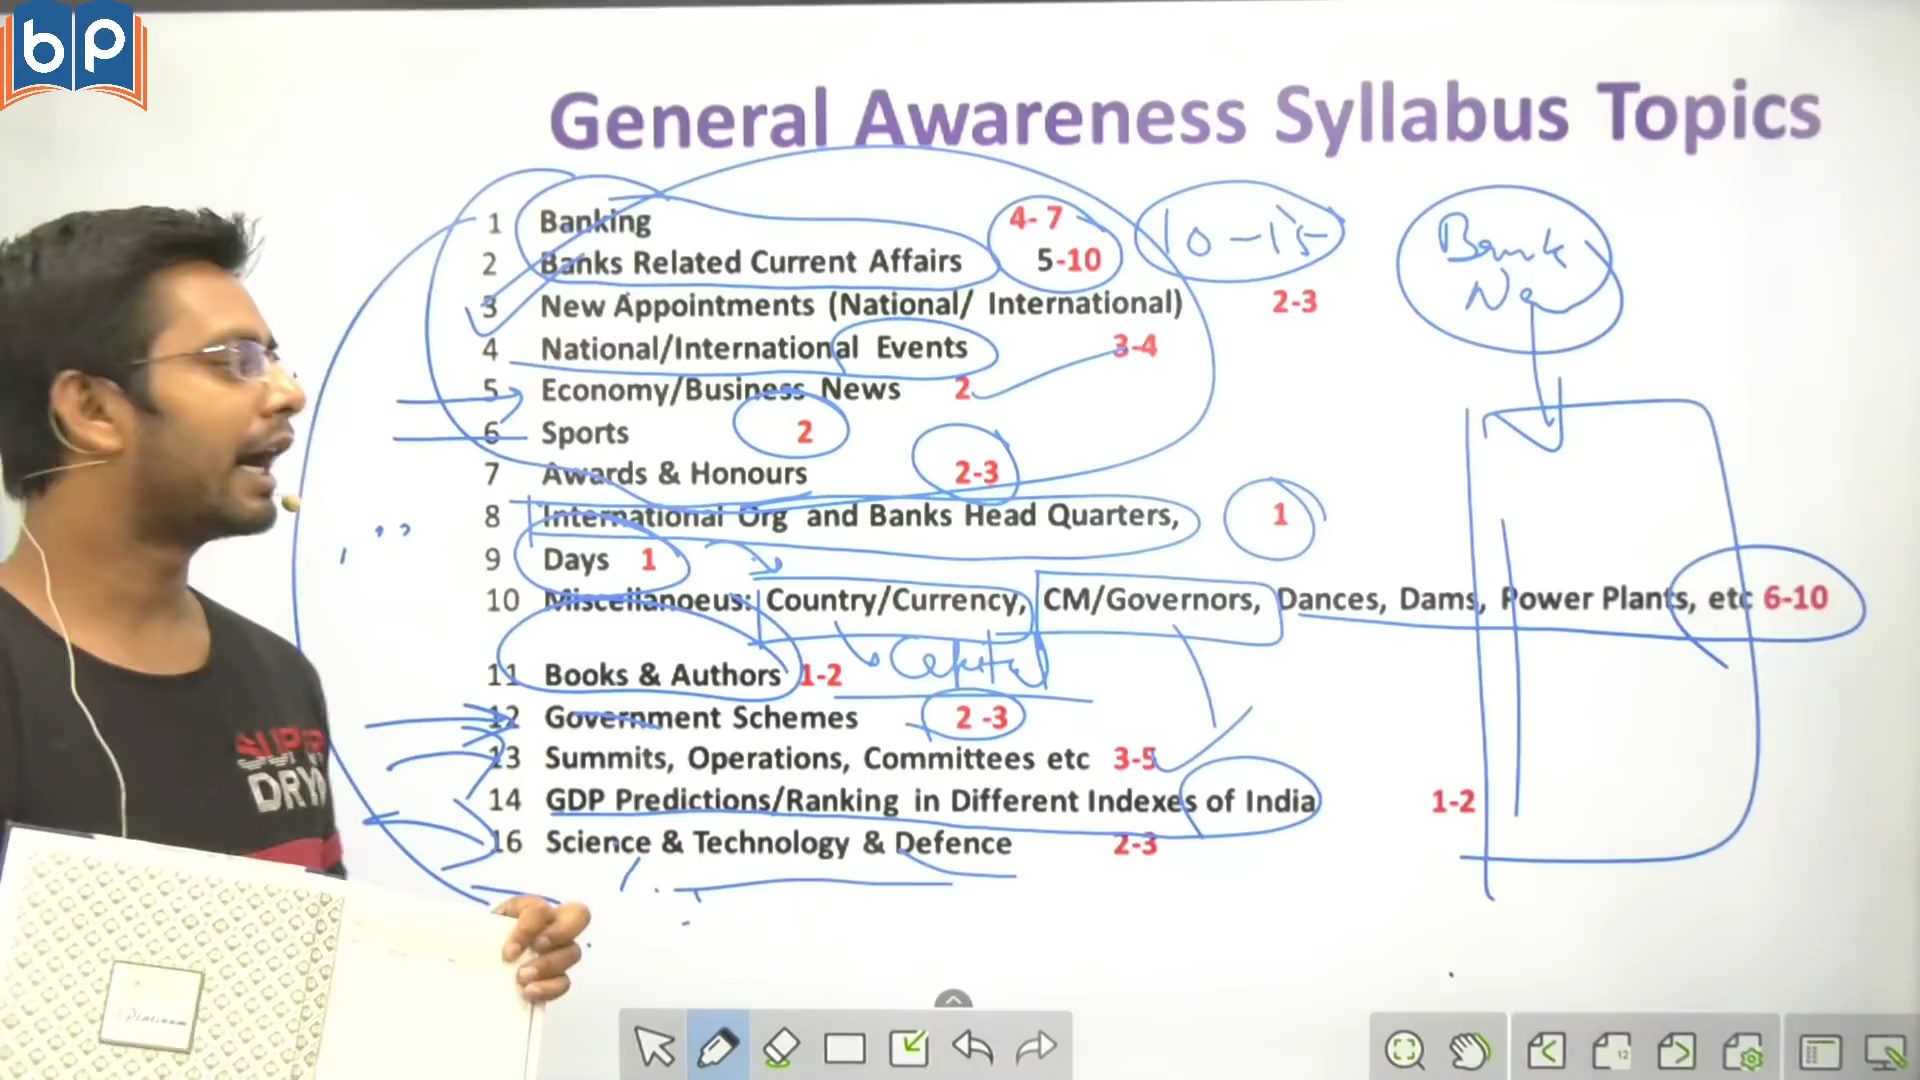 bp
General Awareness Syllabus Topics
1 Banking 4- 7
2 Banks Related Current Affairs 5-10
10-15
Bank
3 New Appointments (National/ International) 2-3
4 National/International Events 3-4
5 Economy/Business News 2
6 Sports 2
7 Awards & Honours 2-3
8 International Org and Banks Head Quarters, 1
9 Days 1
10 Miscellanoeus: Country/Currency, CM/Governors, Dances, Dams, Power Plants, etc 6-10
Capital
11 Books & Authors 1-2
12 Government Schemes 2 -3
13 Summits, Operations, Committees etc 3-5
14 GDP Predictions/Ranking in Different Indexes of India 1-2
16 Science & Technology & Defence 2-3
SUPER
DRY
Platinum
12